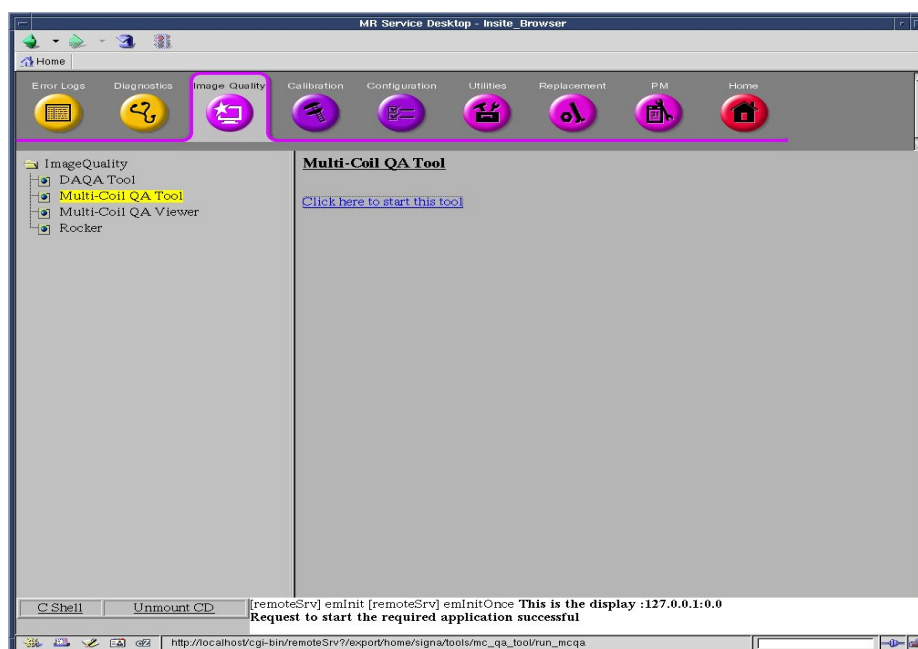 MR Service Desktop - Insite_Browser
Home
Error Logs Diagnostics Image Quality Calibration Configuration Utilities Replacement PM Home
ImageQuality
DAQA Tool
Multi-Coil QA Tool
Multi-Coil QA Viewer
Rocker
Multi-Coil QA Tool
Click here to start this tool
C Shell Unmount CD
[remoteSrv] emInit [remoteSrv] emInitOnce This is the display :127.0.0.1:0.0
Request to start the required application successful
http://localhost/cgi-bin/remoteSrv?/export/home/signa/tools/mc_qa_tool/run_mcqa